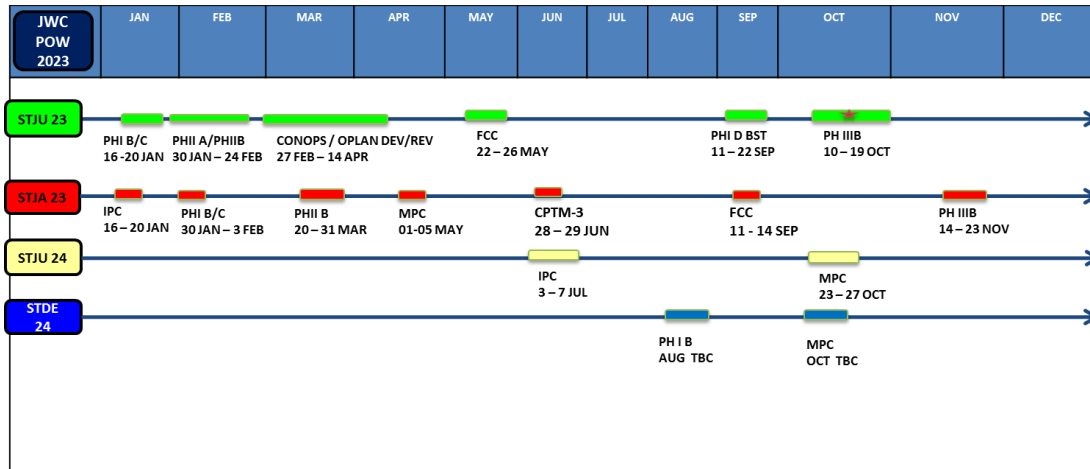 JWC
POW
2023
JAN FEB MAR APR MAY JUN JUL AUG SEP OCT NOV DEC
STJU 23
PHI B/C
16 -20 JAN
PHII A/PHIIB
30 JAN – 24 FEB
CONOPS / OPLAN DEV/REV
27 FEB – 14 APR
FCC
22 – 26 MAY
PHI D BST
11 – 22 SEP
PH IIIB
10 – 19 OCT
STJA 23
IPC
16 – 20 JAN
PHI B/C
30 JAN – 3 FEB
PHII B
20 – 31 MAR
MPC
01-05 MAY
CPTM-3
28 – 29 JUN
FCC
11 - 14 SEP
PH IIIB
14 – 23 NOV
STJU 24
IPC
3 – 7 JUL
MPC
23 – 27 OCT
STDE
24
PH I B
AUG TBC
MPC
OCT TBC